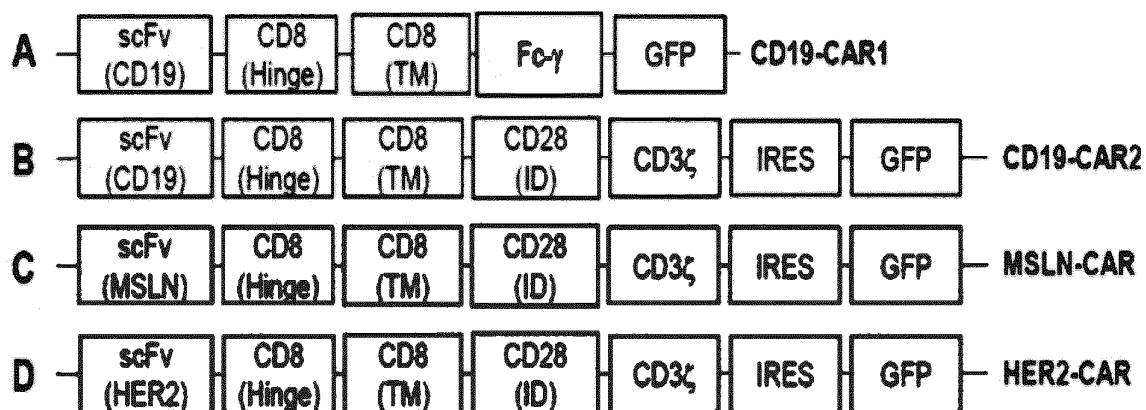 A scFv (CD19) CD8 (Hinge) CD8 (TM) Fc-γ GFP CD19-CAR1
B scFv (CD19) CD8 (Hinge) CD8 (TM) CD28 (ID) CD3ζ IRES GFP CD19-CAR2
C scFv (MSLN) CD8 (Hinge) CD8 (TM) CD28 (ID) CD3ζ IRES GFP MSLN-CAR
D scFv (HER2) CD8 (Hinge) CD8 (TM) CD28 (ID) CD3ζ IRES GFP HER2-CAR